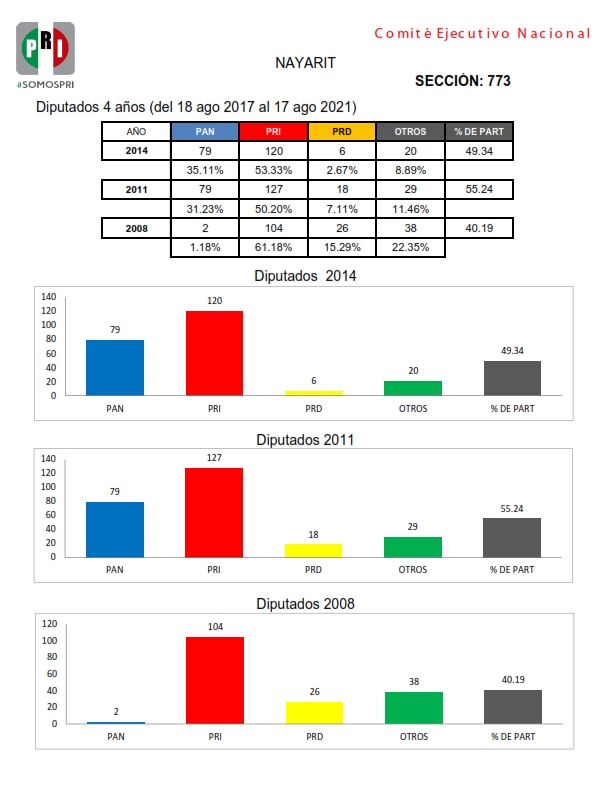 Comité Ejecutivo Nacional
PRI
#SOMOSPRI
NAYARIT
SECCIÓN: 773
Diputados 4 años (del 18 ago 2017 al 17 ago 2021)
AÑO PAN PRI PRD OTROS % DE PART
2014 79 120 6 20 49.34
35.11% 53.33% 2.67% 8.89%
2011 79 127 18 29 55.24
31.23% 50.20% 7.11% 11.46%
2008 2 104 26 38 40.19
1.18% 61.18% 15.29% 22.35%
Diputados 2014
140
120
100
80
60
40
20
0
79 120 6 20 49.34
PAN PRI PRD OTROS % DE PART
Diputados 2011
140
120
100
80
60
40
20
0
79 127 18 29 55.24
PAN PRI PRD OTROS % DE PART
Diputados 2008
120
100
80
60
40
20
0
2 104 26 38 40.19
PAN PRI PRD OTROS % DE PART